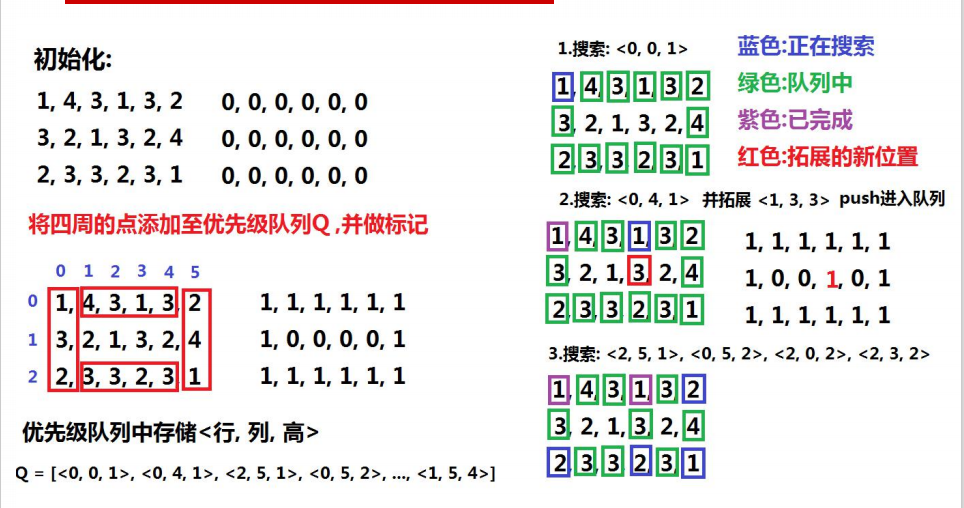 初始化:
1, 4, 3, 1, 3, 2 0, 0, 0, 0, 0, 0
3, 2, 1, 3, 2, 4 0, 0, 0, 0, 0, 0
2, 3, 3, 2, 3, 1 0, 0, 0, 0, 0, 0
将四周的点添加至优先级队列Q ,并做标记
0 1 2 3 4 5
0 1, 4, 3, 1, 3, 2 1, 1, 1, 1, 1, 1
1 3, 2, 1, 3, 2, 4 1, 0, 0, 0, 0, 1
2 2, 3, 3, 2, 3, 1 1, 1, 1, 1, 1, 1
优先级队列中存储<行, 列, 高>
Q = [<0, 0, 1>, <0, 4, 1>, <2, 5, 1>, <0, 5, 2>, ..., <1, 5, 4>]
1.搜索: <0, 0, 1>
1, 4, 3, 1, 3, 2
3, 2, 1, 3, 2, 4
2, 3, 3, 2, 3, 1
蓝色:正在搜索
绿色:队列中
紫色:已完成
红色:拓展的新位置
2.搜索: <0, 4, 1> 并拓展 <1, 3, 3> push进入队列
1, 4, 3, 1, 3, 2 1, 1, 1, 1, 1, 1
3, 2, 1, 3, 2, 4 1, 0, 0, 1, 0, 1
2, 3, 3, 2, 3, 1 1, 1, 1, 1, 1, 1
3.搜索: <2, 5, 1>, <0, 5, 2>, <2, 0, 2>, <2, 3, 2>
1, 4, 3, 1, 3, 2
3, 2, 1, 3, 2, 4
2, 3, 3, 2, 3, 1